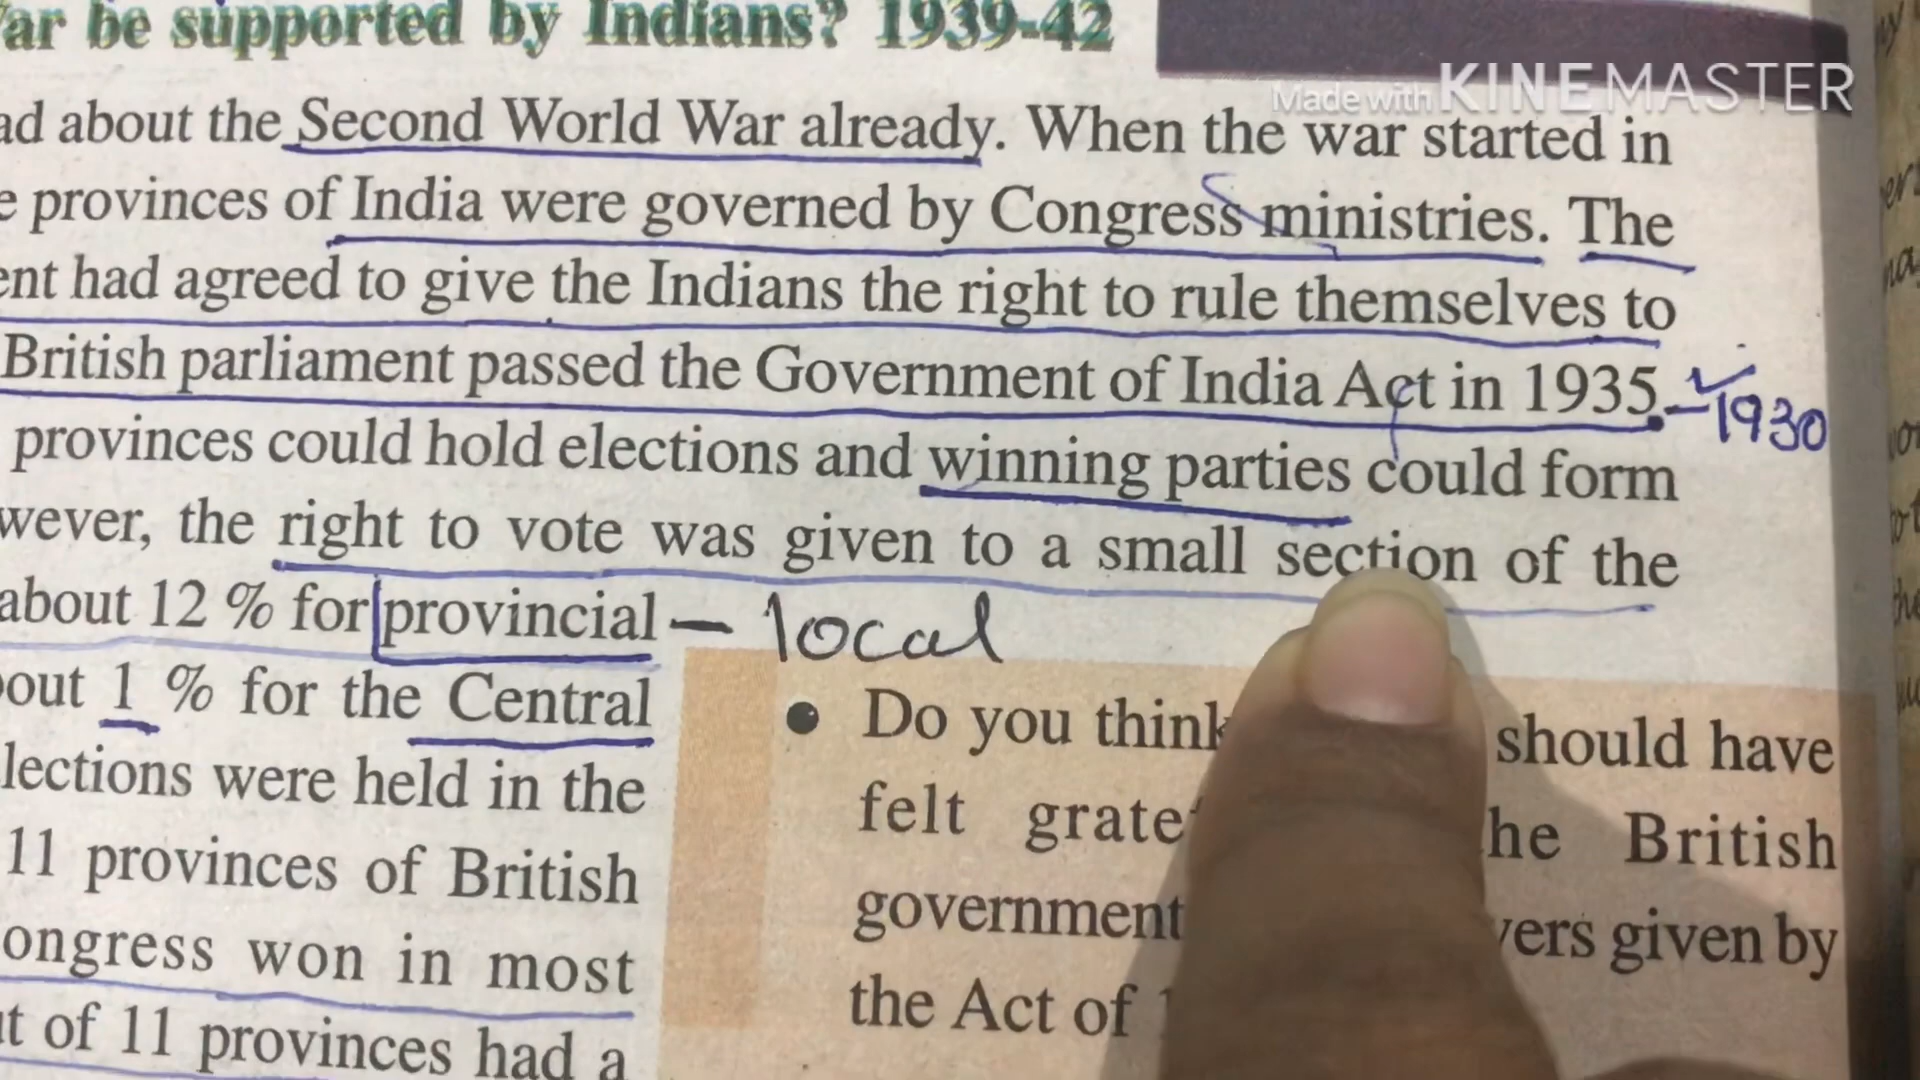 ar be supported by Indians? 1939-42
Made with KINEMASTER
ad about the Second World War already. When the war started in
e provinces of India were governed by Congress ministries. The
ent had agreed to give the Indians the right to rule themselves to
British parliament passed the Government of India Act in 1935. 1930
provinces could hold elections and winning parties could form
wever, the right to vote was given to a small section of the
about 12 % for provincial – local
out 1 % for the Central
lections were held in the
11 provinces of British
ongress won in most
t of 11 provinces had a
• Do you think should have
felt grate he British
government vers given by
the Act of